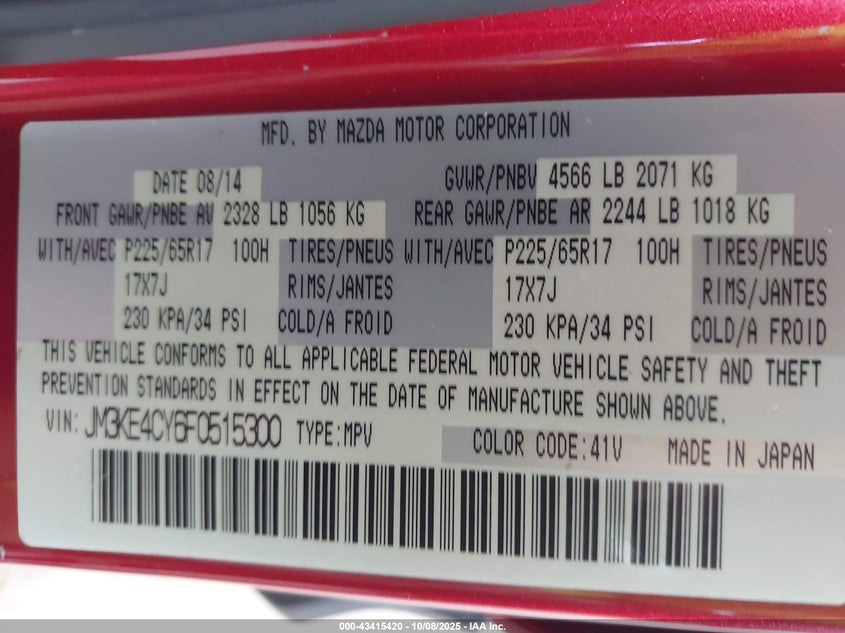 MFD. BY MAZDA MOTOR CORPORATION
DATE 08/14 GVWR/PNBV 4566 LB 2071 KG
FRONT GAWR/PNBE AV 2328 LB 1056 KG REAR GAWR/PNBE AR 2244 LB 1018 KG
WITH/AVEC P225/65R17 100H TIRES/PNEUS WITH/AVEC P225/65R17 100H TIRES/PNEUS
17X7J RIMS/JANTES 17X7J RIMS/JANTES
230 KPA/34 PSI COLD/A FROID 230 KPA/34 PSI COLD/A FROID
THIS VEHICLE CONFORMS TO ALL APPLICABLE FEDERAL MOTOR VEHICLE SAFETY AND THEFT
PREVENTION STANDARDS IN EFFECT ON THE DATE OF MANUFACTURE SHOWN ABOVE.
VIN: JM3KE4CY6F0515300 TYPE:MPV COLOR CODE:41V MADE IN JAPAN
000-43415420 - 10/08/2025 - IAA Inc.